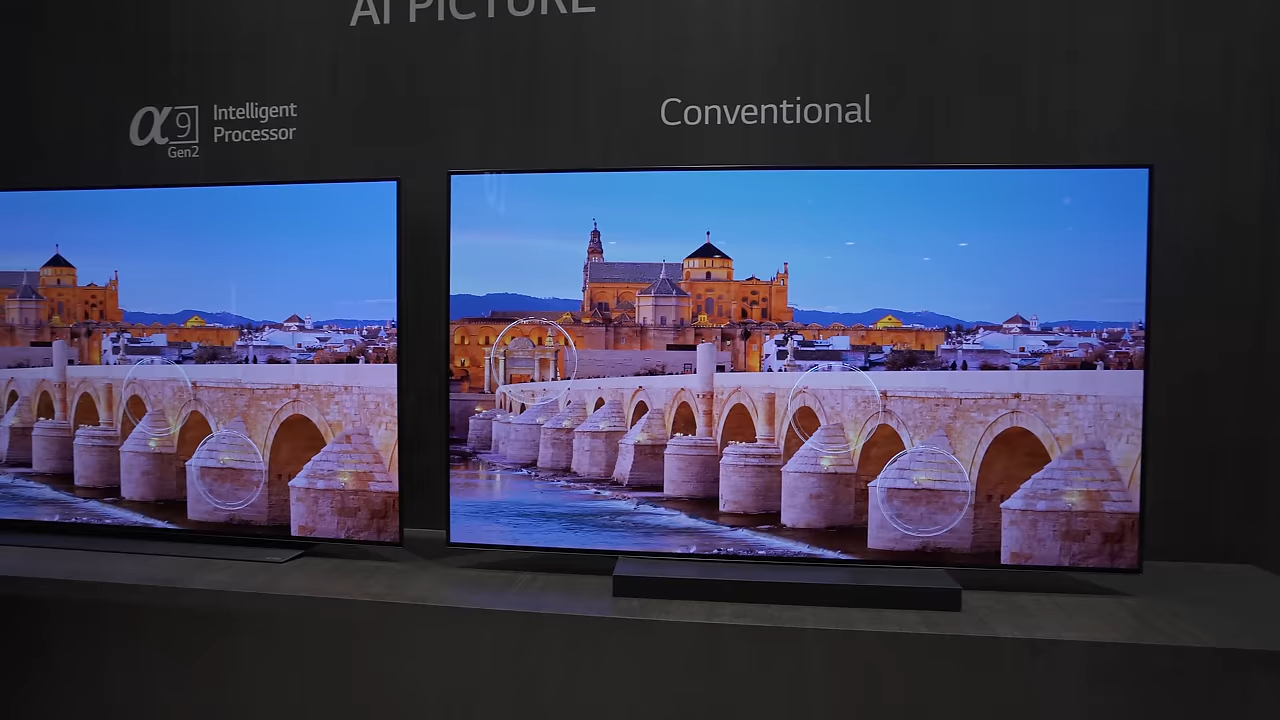 AI PICTURE
α9
Gen2
Intelligent
Processor
Conventional